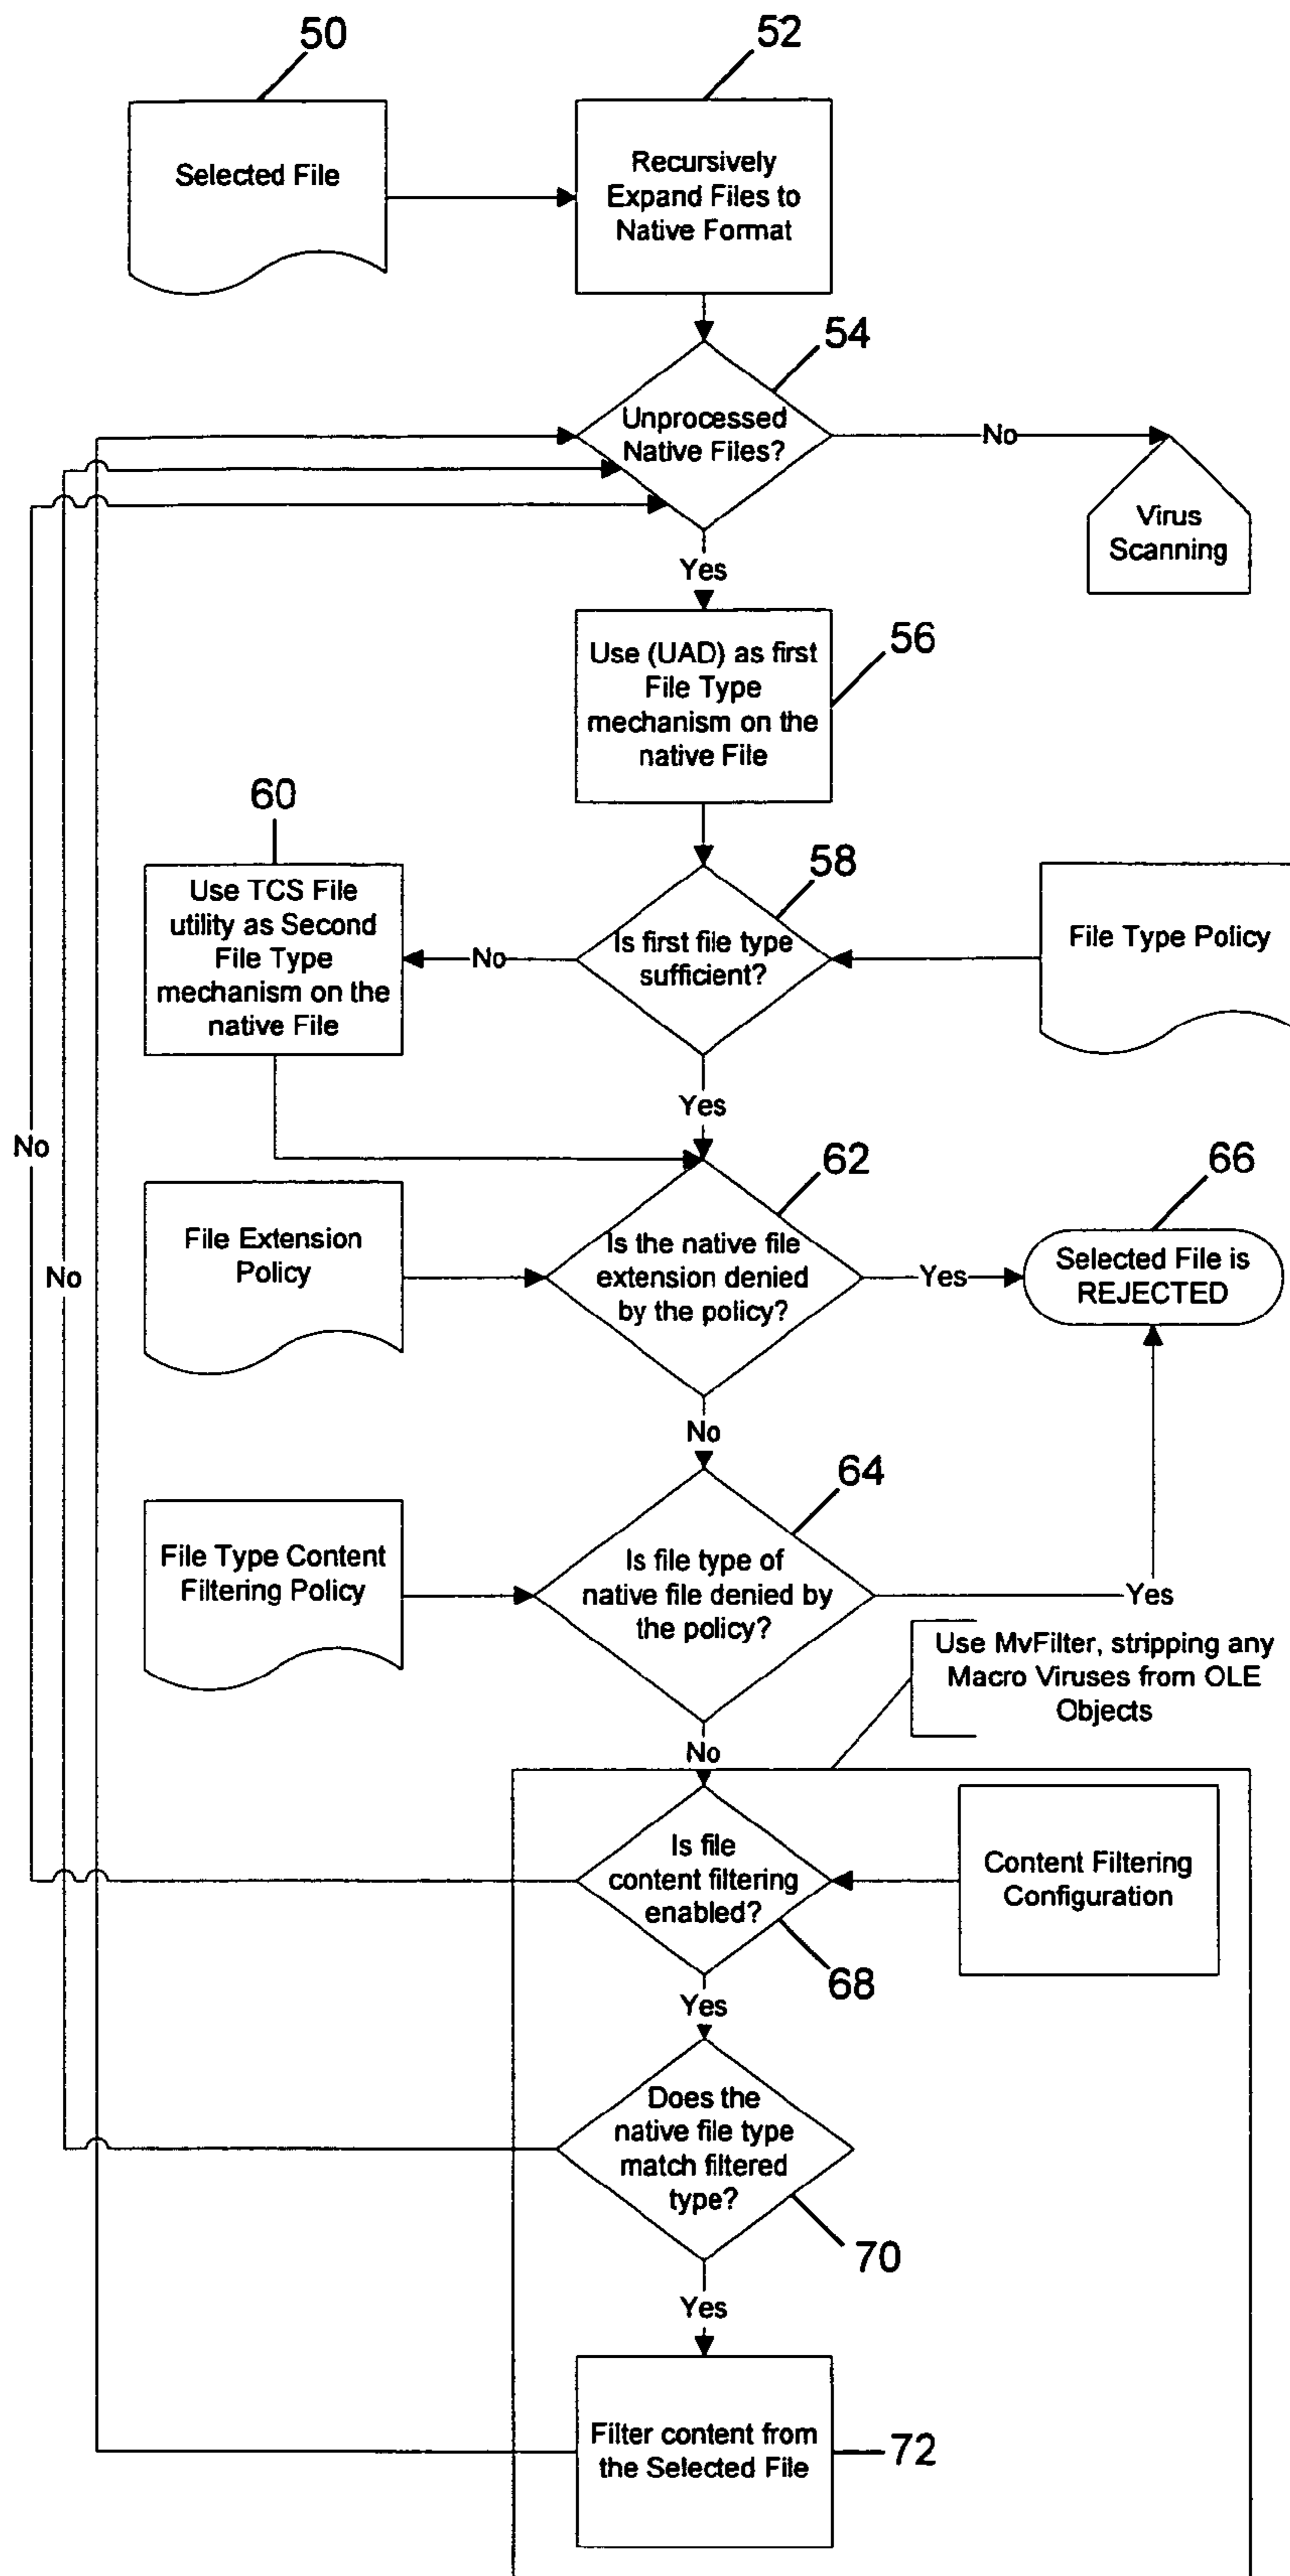 50
52
Selected File
Recursively
Expand Files to
Native Format
54
Unprocessed
Native Files?
No
Virus
Scanning
Yes
Use (UAD) as first
File Type
mechanism on the
native File
56
60
Use TCS File
utility as Second
File Type
mechanism on the
native File
58
Is first file type
sufficient?
No
File Type Policy
Yes
No
62
66
File Extension
Policy
Is the native file
extension denied
by the policy?
Yes
Selected File is
REJECTED
No
No
64
File Type Content
Filtering Policy
Is file type of
native file denied by
the policy?
Yes
Use MvFilter, stripping any
Macro Viruses from OLE
Objects
No
Is file
content filtering
enabled?
Content Filtering
Configuration
68
Yes
Does the
native file type
match filtered
type?
70
Yes
Filter content from
the Selected File
72